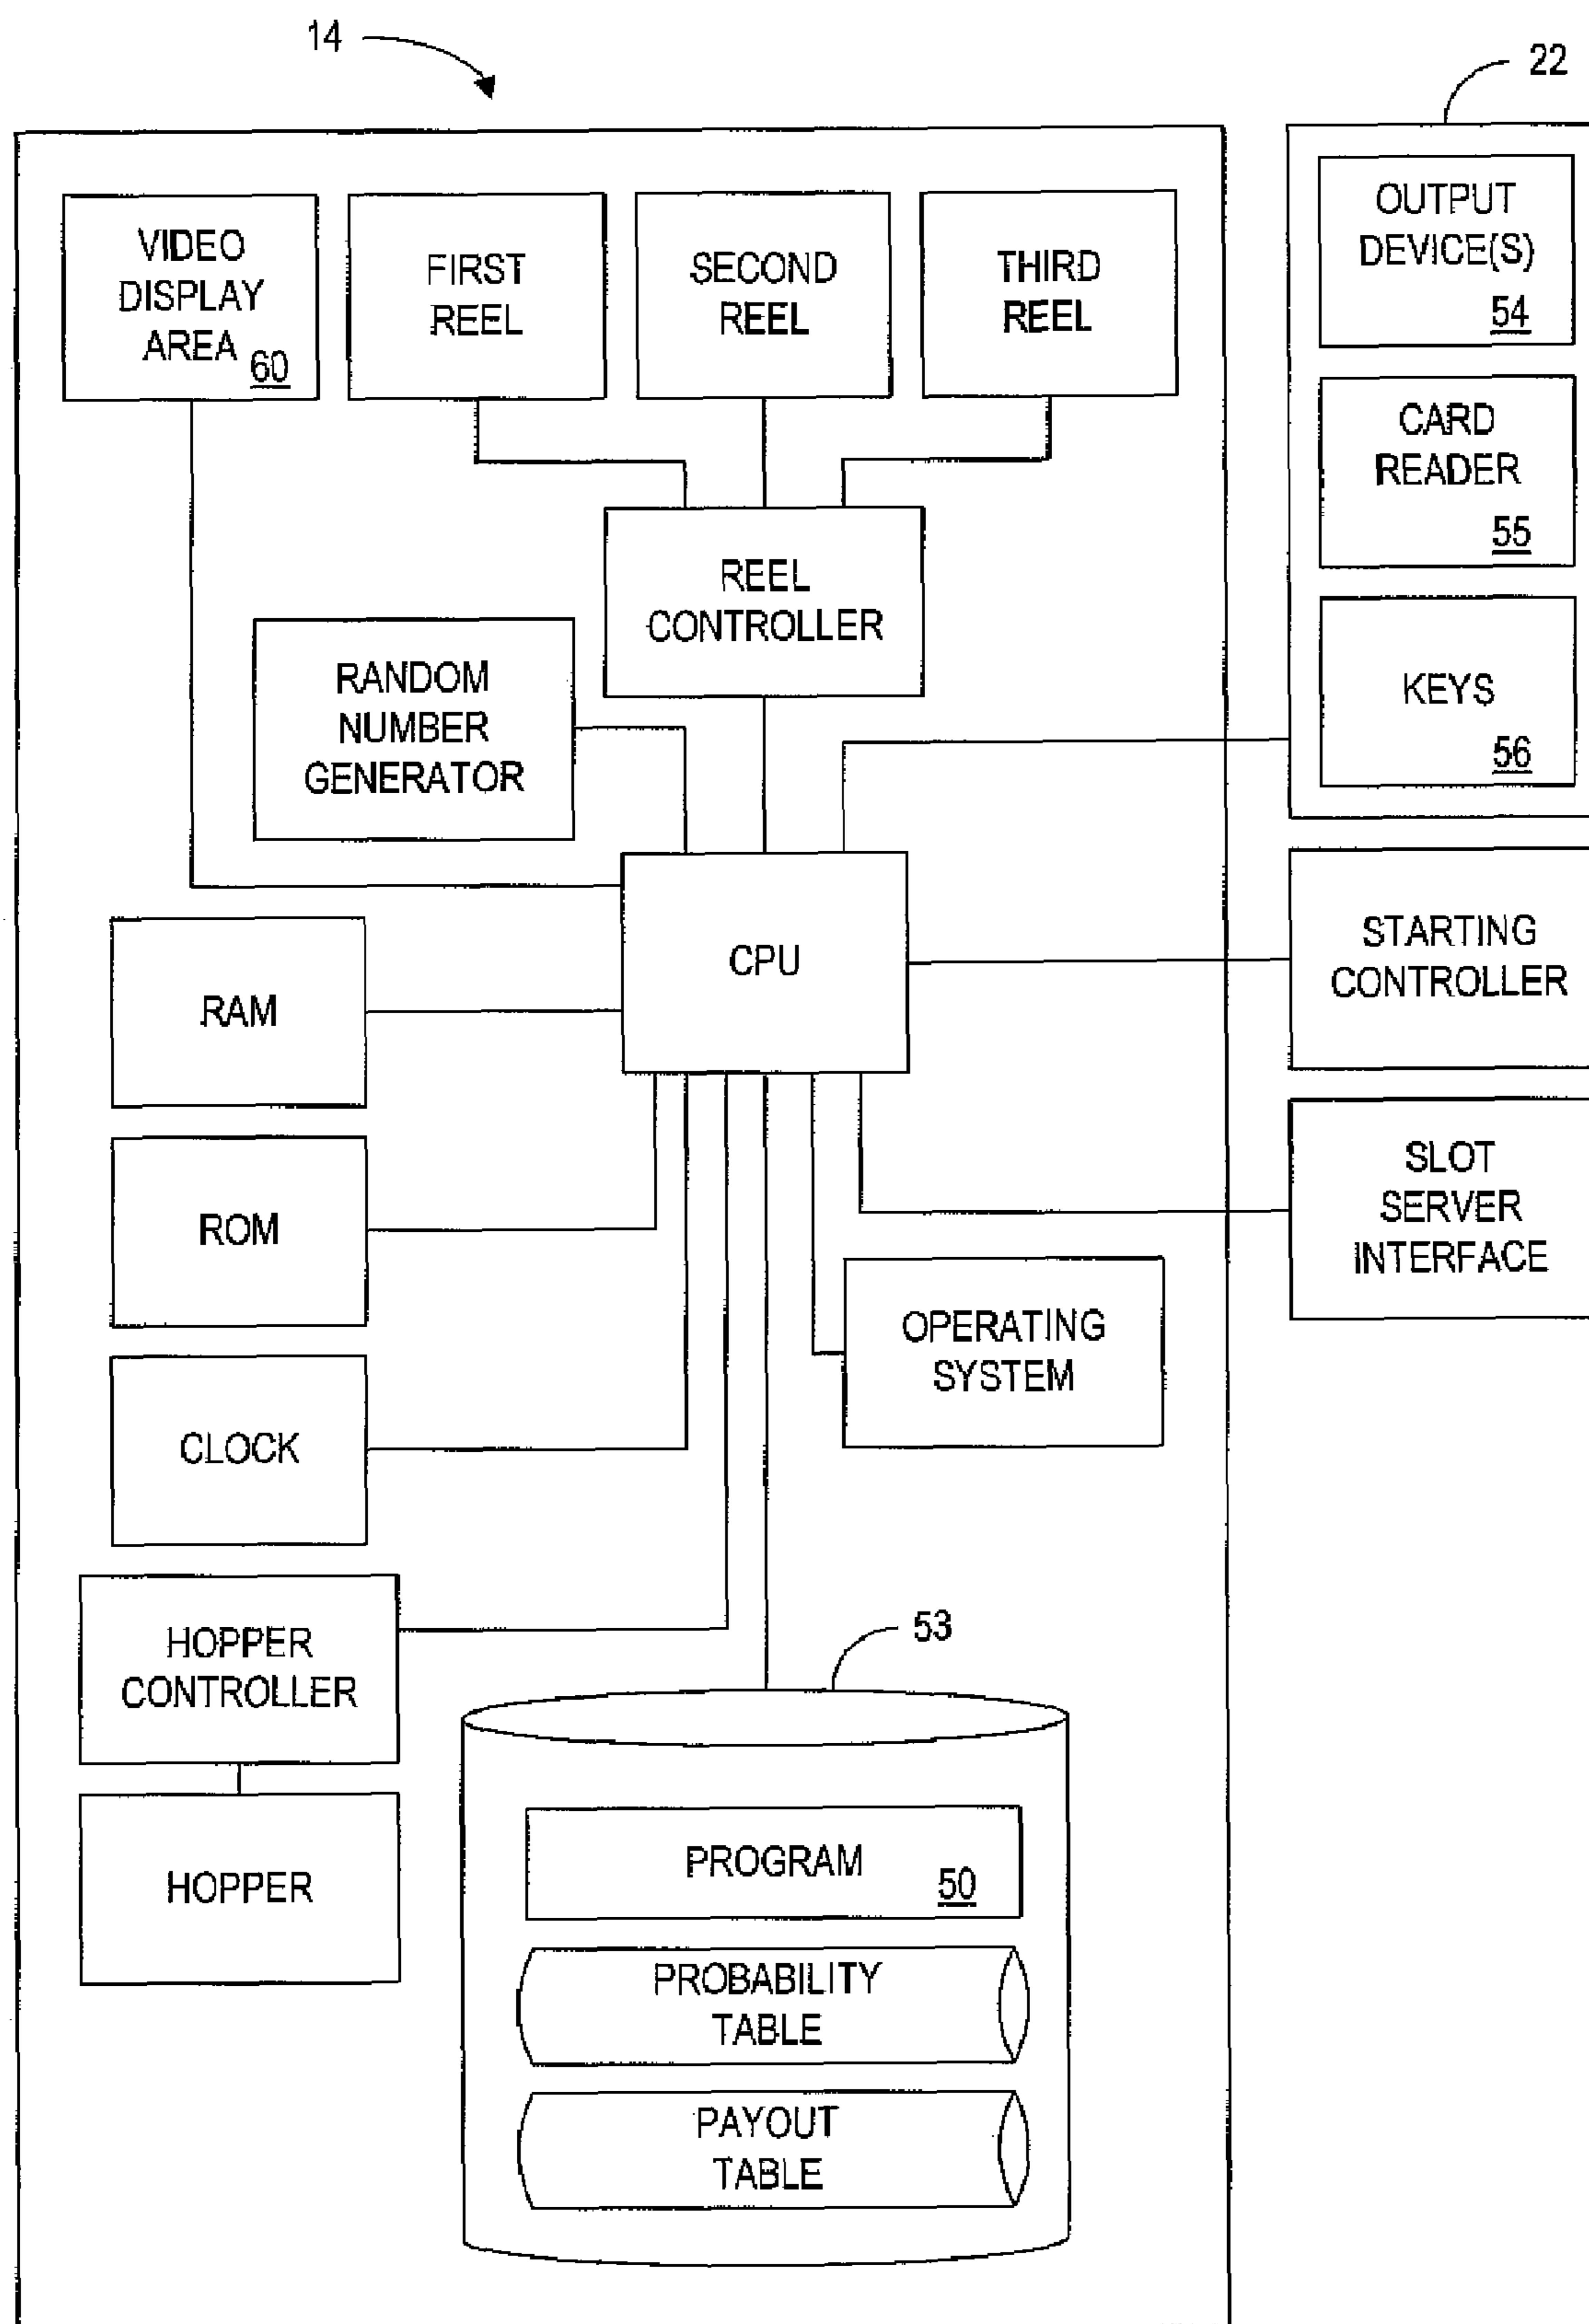 14
22
VIDEO
DISPLAY
AREA
60
FIRST
REEL
SECOND
REEL
THIRD
REEL
OUTPUT
DEVICE(S)
54
CARD
READER
55
KEYS
56
REEL
CONTROLLER
RANDOM
NUMBER
GENERATOR
CPU
STARTING
CONTROLLER
RAM
SLOT
SERVER
INTERFACE
ROM
OPERATING
SYSTEM
CLOCK
HOPPER
CONTROLLER
HOPPER
53
PROGRAM
50
PROBABILITY
TABLE
PAYOUT
TABLE